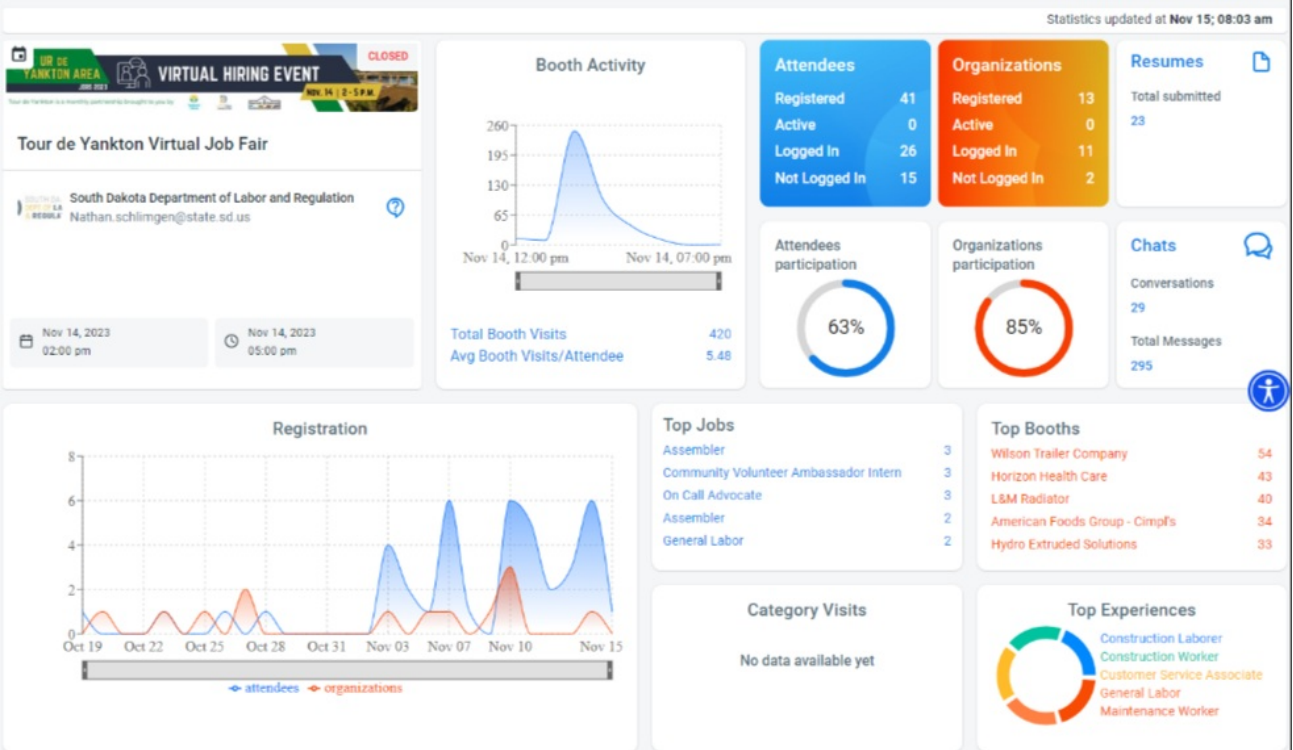 Statistics updated at Nov 15; 08:03 am
UR DE
YANKTON AREA
VIRTUAL HIRING EVENT
NOV. 14 | 2 - 5 P.M.
CLOSED
Tour de Yankton Virtual Job Fair
South Dakota Department of Labor and Regulation
Nathan.schlimgen@state.sd.us
Nov 14, 2023
02:00 pm
Nov 14, 2023
05:00 pm
Booth Activity
260
195
130
65
0
Nov 14, 12:00 pm
Nov 14, 07:00 pm
Total Booth Visits 420
Avg Booth Visits/Attendee 5.48
Attendees
Registered 41
Active 0
Logged In 26
Not Logged In 15
Organizations
Registered 13
Active 0
Logged In 11
Not Logged In 2
Resumes
Total submitted
23
Attendees
participation
63%
Organizations
participation
85%
Chats
Conversations
29
Total Messages
295
Registration
8
6
4
2
0
Oct 19 Oct 22 Oct 25 Oct 28 Oct 31 Nov 03 Nov 07 Nov 10 Nov 15
attendees organizations
Top Jobs
Assembler 3
Community Volunteer Ambassador Intern 3
On Call Advocate 3
Assembler 2
General Labor 2
Top Booths
Wilson Trailer Company 54
Horizon Health Care 43
L&M Radiator 40
American Foods Group - Cimpl's 34
Hydro Extruded Solutions 33
Category Visits
No data available yet
Top Experiences
Construction Laborer
Construction Worker
Customer Service Associate
General Labor
Maintenance Worker